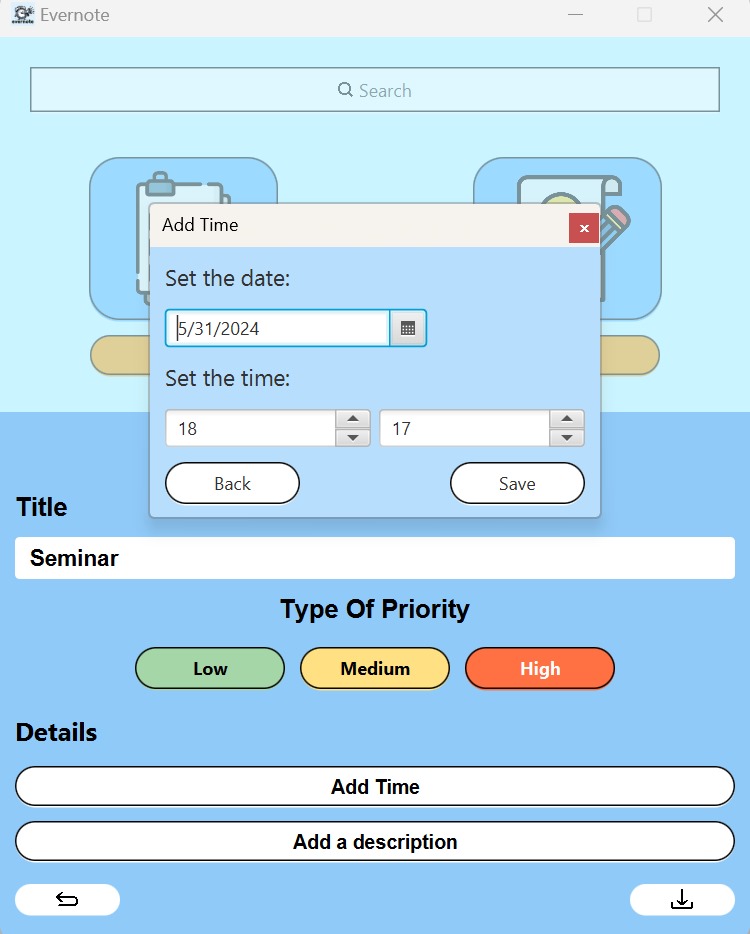 Evernote
Search
Add Time
Set the date:
5/31/2024
Set the time:
18 17
Back Save
Title
Seminar
Type Of Priority
Low Medium High
Details
Add Time
Add a description